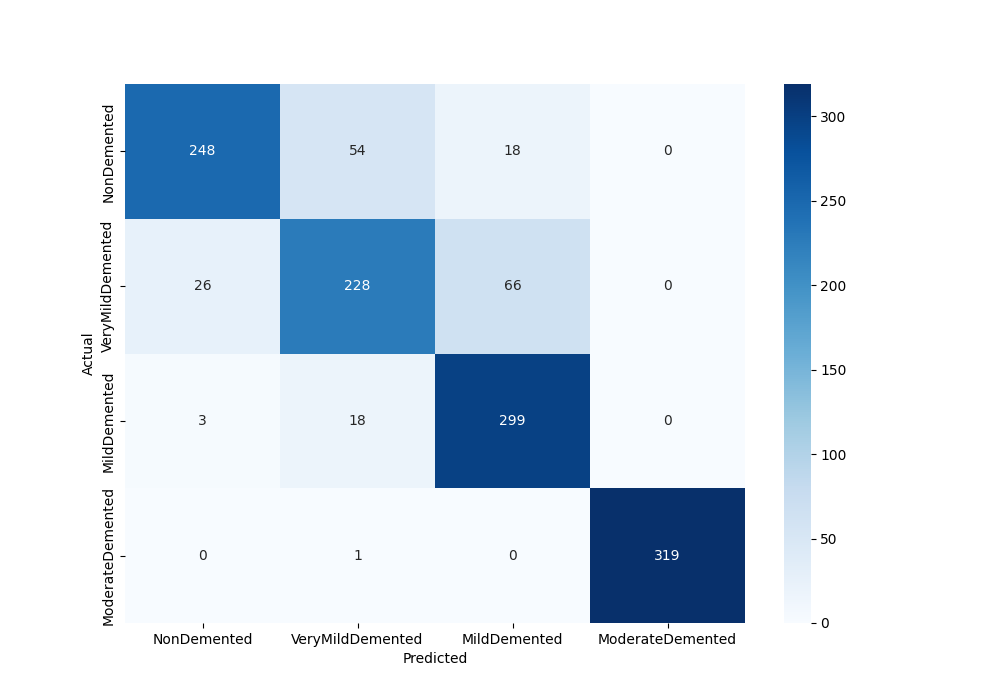 NonDemented
248 54 18 0
VeryMildDemented
26 228 66 0
MildDemented
3 18 299 0
ModerateDemented
0 1 0 319
Actual
NonDemented VeryMildDemented MildDemented ModerateDemented
Predicted
300
250
200
150
100
50
0